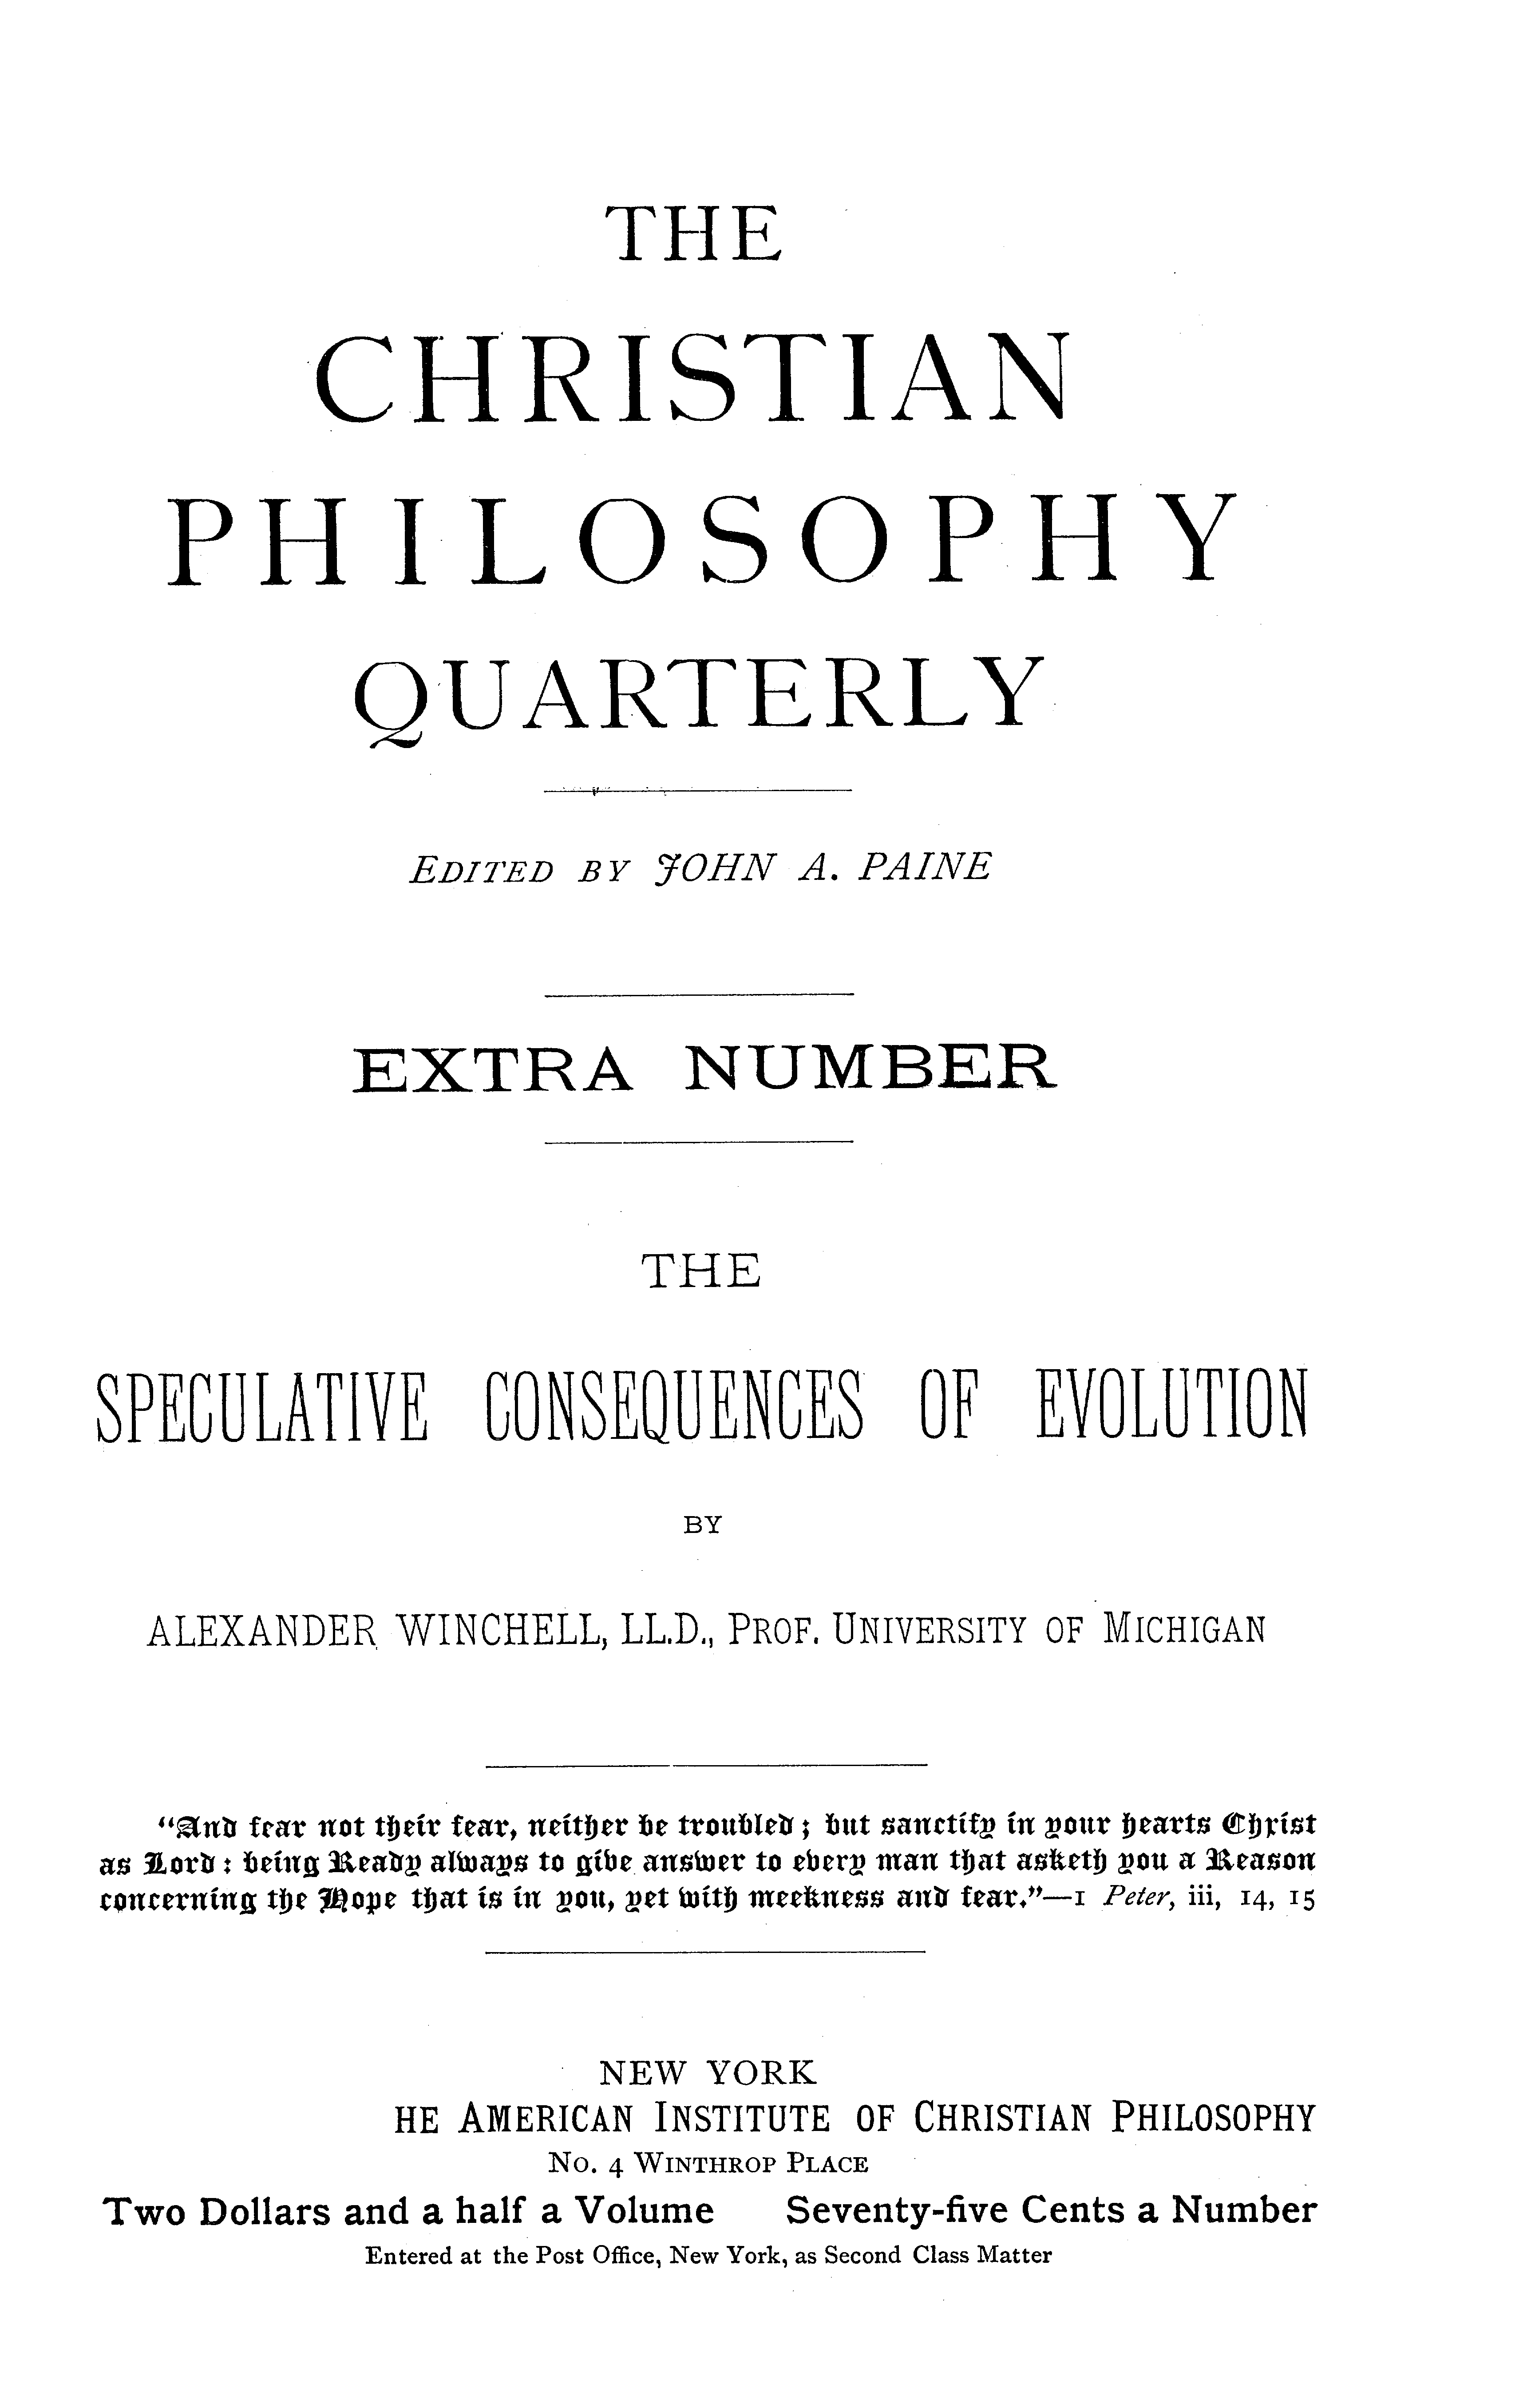 THE
CHRISTIAN
PHILOSOPHY
QUARTERLY
EDITED BY JOHN A. PAINE
EXTRA NUMBER
THE
SPECULATIVE CONSEQUENCES OF EVOLUTION
BY
ALEXANDER WINCHELL, LL.D., PROF. UNIVERSITY OF MICHIGAN
“And fear not their fear, neither be troubled; but sanctify in your hearts Christ
as Lord: being Ready always to give answer to every man that asketh you a Reason
concerning the Hope that is in you, yet with meekness and fear.”—1 Peter, iii, 14, 15
NEW YORK
HE AMERICAN INSTITUTE OF CHRISTIAN PHILOSOPHY
No. 4 WINTHROP PLACE
Two Dollars and a half a Volume Seventy-five Cents a Number
Entered at the Post Office, New York, as Second Class Matter